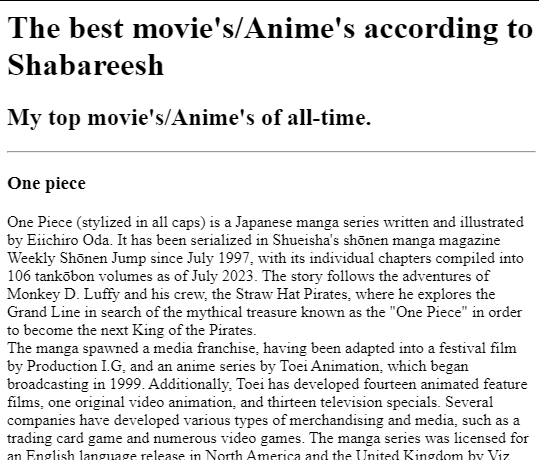 The best movie's/Anime's according to
Shabareesh
My top movie's/Anime's of all-time.
One piece
One Piece (stylized in all caps) is a Japanese manga series written and illustrated
by Eiichiro Oda. It has been serialized in Shueisha's shōnen manga magazine
Weekly Shōnen Jump since July 1997, with its individual chapters compiled into
106 tankōbon volumes as of July 2023. The story follows the adventures of
Monkey D. Luffy and his crew, the Straw Hat Pirates, where he explores the
Grand Line in search of the mythical treasure known as the "One Piece" in order
to become the next King of the Pirates.
The manga spawned a media franchise, having been adapted into a festival film
by Production I.G, and an anime series by Toei Animation, which began
broadcasting in 1999. Additionally, Toei has developed fourteen animated feature
films, one original video animation, and thirteen television specials. Several
companies have developed various types of merchandising and media, such as a
trading card game and numerous video games. The manga series was licensed for
an English language release in North America and the United Kingdom by Viz